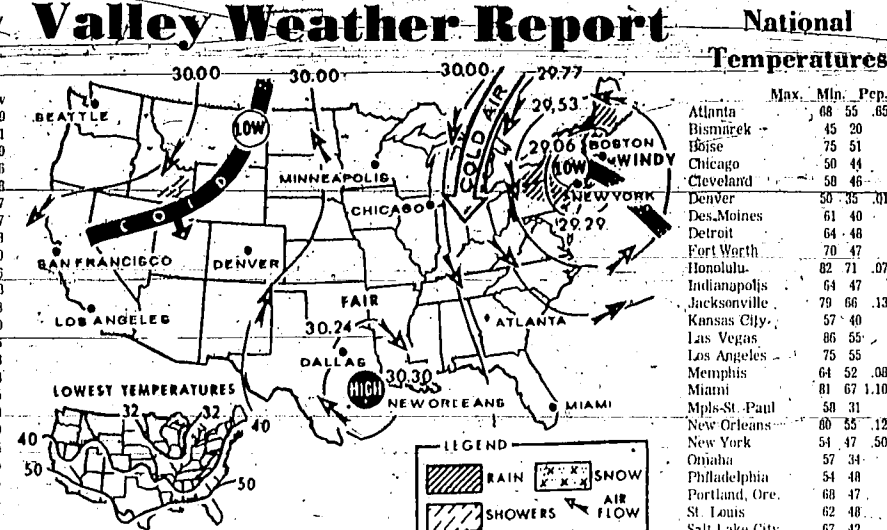 Valley Weather Report
National
Temperatures
Max. Min. Pcp.
Atlanta 68 55 .65
Bismarck 45 20
Boise 75 51
Chicago 50 44
Cleveland 58 46
Denver 50 35 .01
Des Moines 61 40
Detroit 64 48
Fort Worth 70 47
Honolulu 82 71 .07
Indianapolis 64 47
Jacksonville 79 66 .13
Kansas City 57 40
Las Vegas 86 55
Los Angeles 75 55
Memphis 64 52 .08
Miami 81 67 1.10
Mpls-St. Paul 58 31
New Orleans 80 55 .12
New York 54 47 .50
Omaha 57 34
Philadelphia 54 48
Portland, Ore. 68 47
St. Louis 62 48
Salt Lake City 67 42
30.00 30.00 30.00 29.77
29.53
SEATTLE
LOW
COLD AIR
29.06 BOSTON
LOW WINDY
MINNEAPOLIS
NEW YORK
CHICAGO
COLD
29.29
SAN FRANCISCO
DENVER
FAIR
LOS ANGELES
ATLANTA
30.24
DALLAS
HIGH 30.30
NEW ORLEANS
MIAMI
LOWEST TEMPERATURES
32 32
40 40
50 50
LEGEND
RAIN
SNOW
SHOWERS
AIR
FLOW